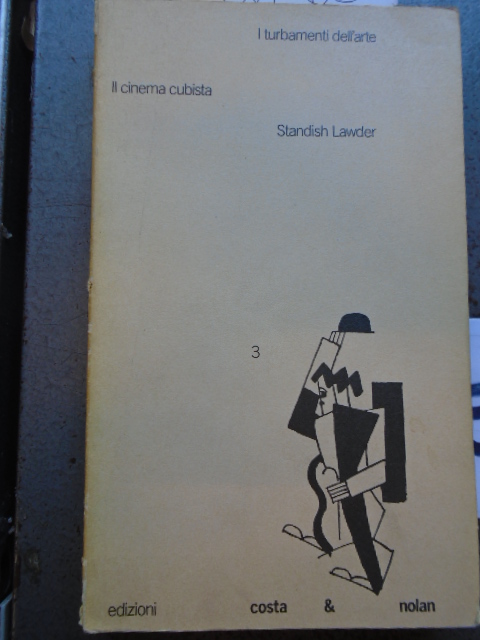 I turbamenti dell'arte
Il cinema cubista
Standish Lawder
3
edizioni costa & nolan